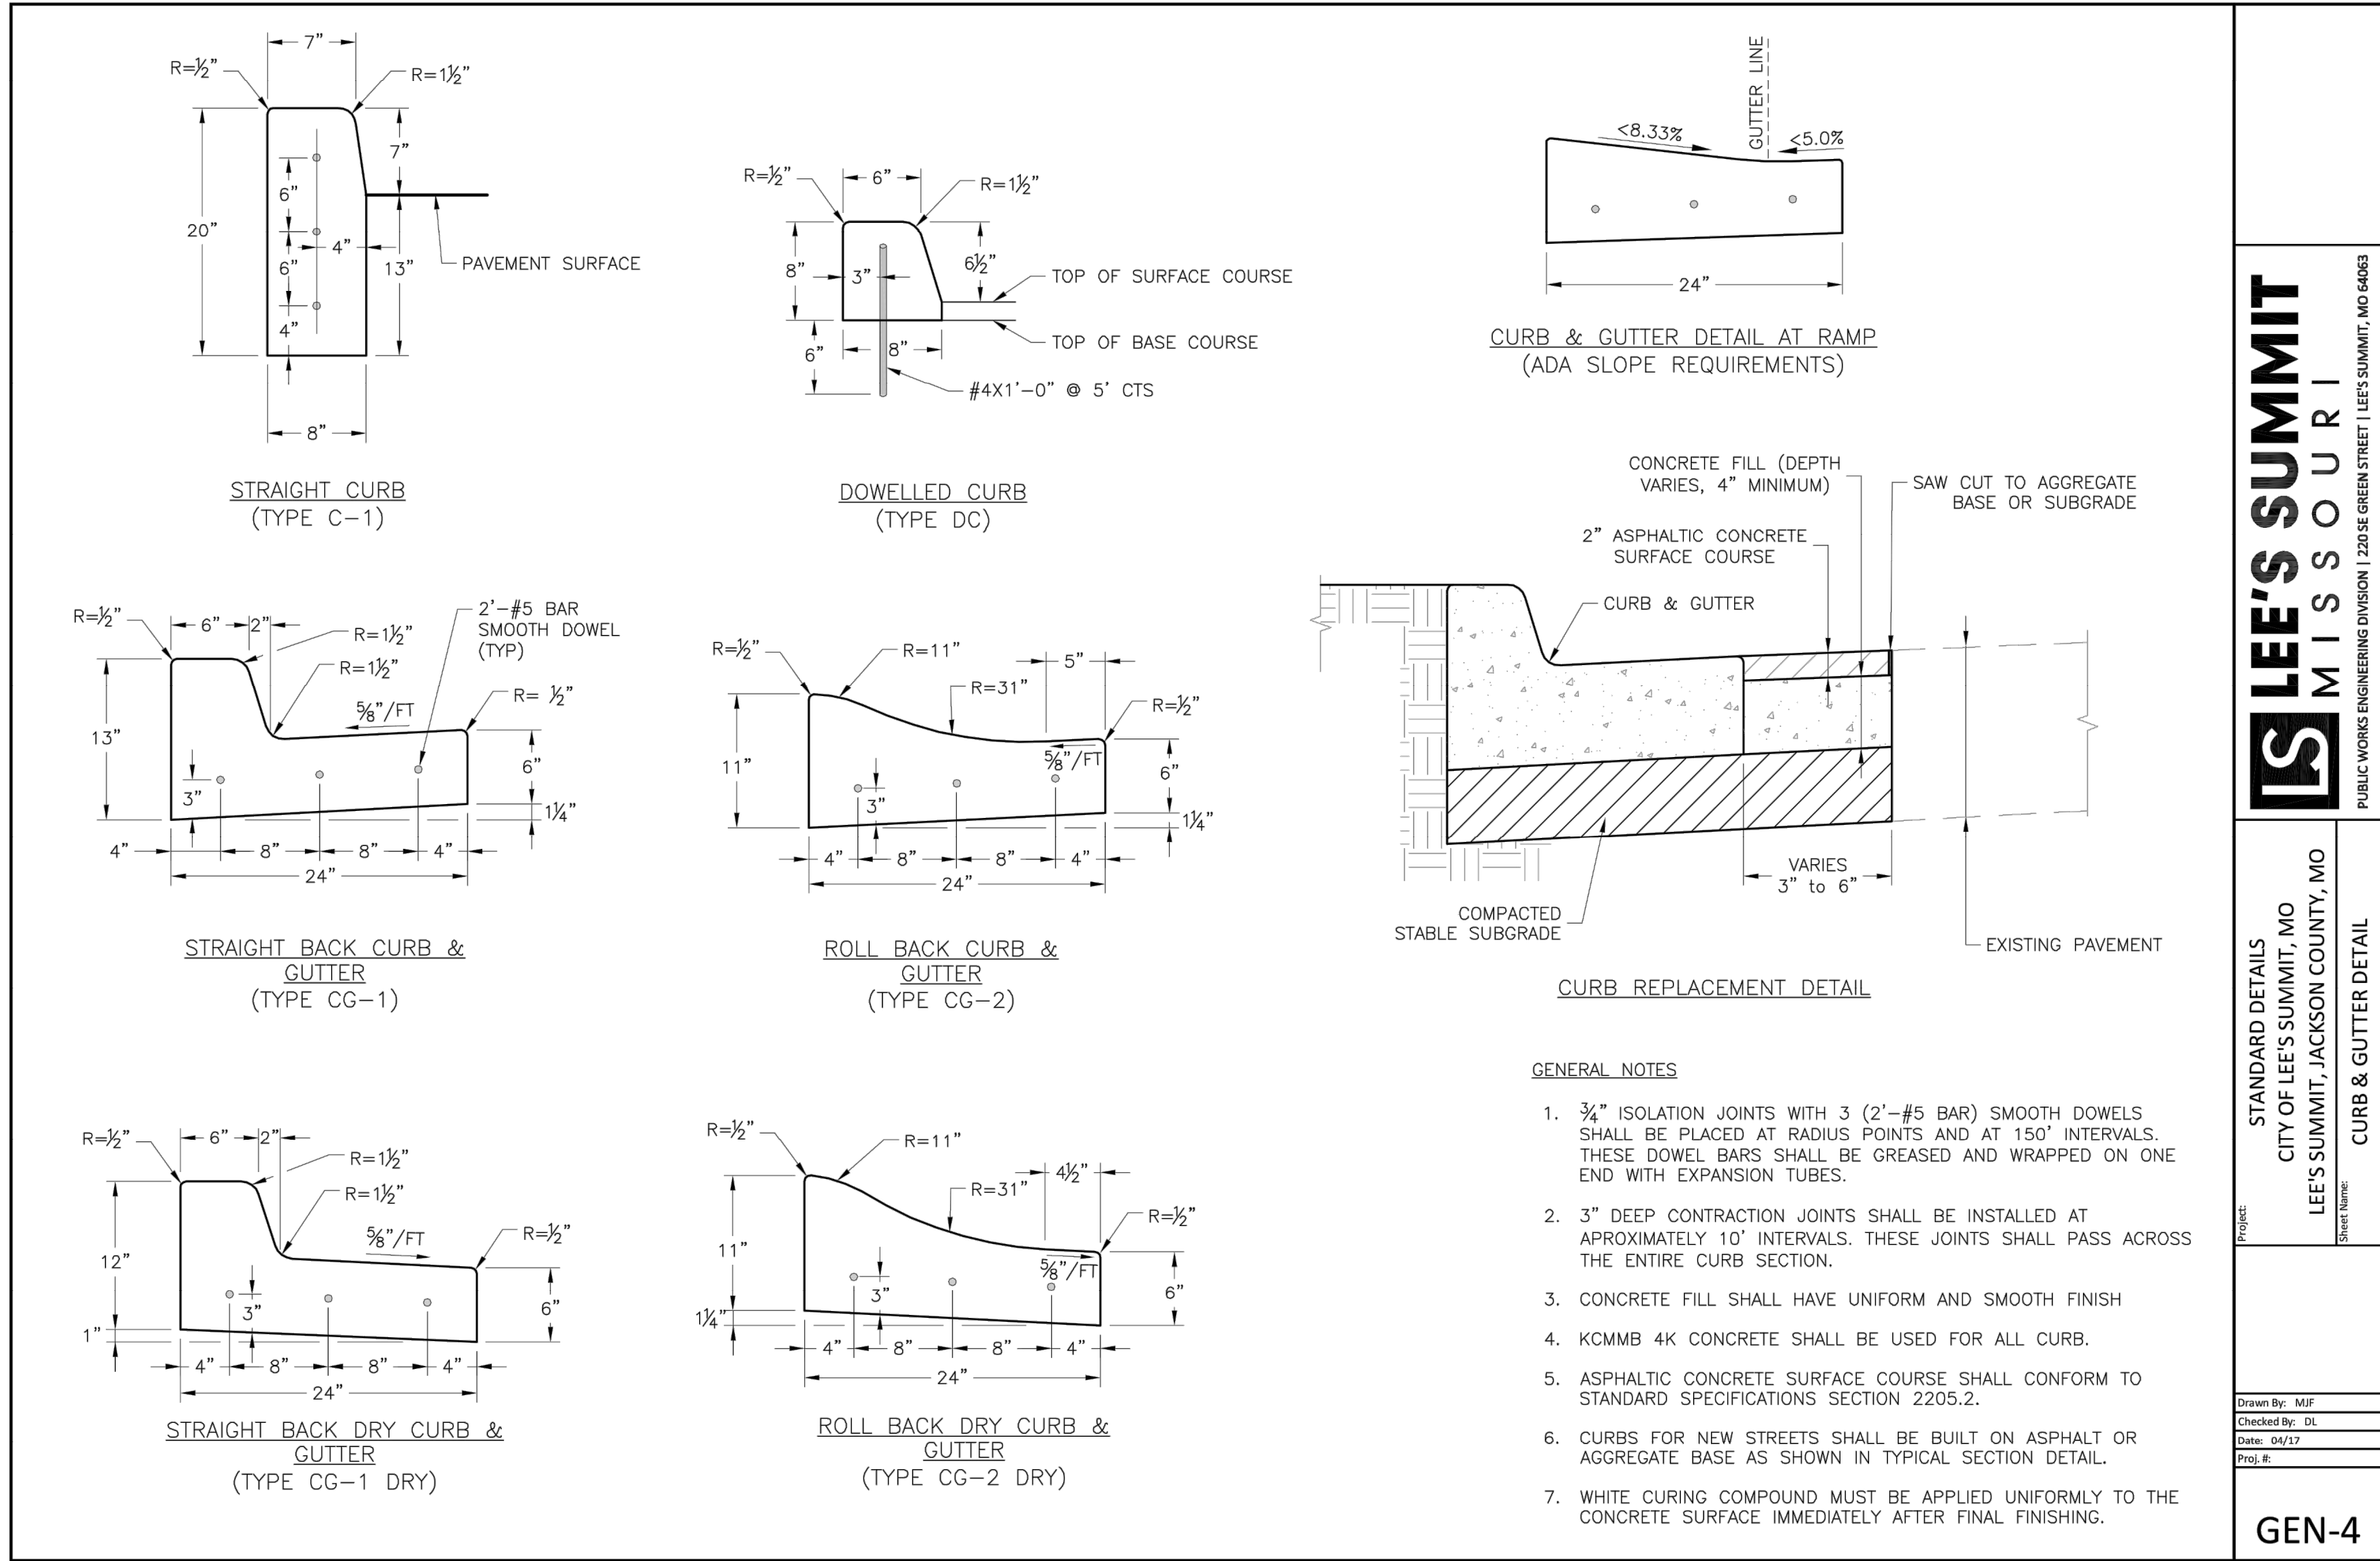 7”
R=½”
R=1½”
7”
20”
6”
6”
4”
4”
13”
PAVEMENT SURFACE
8”
STRAIGHT CURB
(TYPE C-1)
R=½”
6”
R=1½”
8”
3”
6½”
TOP OF SURFACE COURSE
TOP OF BASE COURSE
6”
8”
#4X1’-0” @ 5’ CTS
DOWELLED CURB
(TYPE DC)
GUTTER LINE
<8.33%
<5.0%
24”
CURB & GUTTER DETAIL AT RAMP
(ADA SLOPE REQUIREMENTS)
R=½”
6”
2”
R=1½”
R=1½”
2’-#5 BAR
SMOOTH DOWEL
(TYP)
R= ½”
⅝”/FT
13”
3”
6”
1¼”
4”
8”
8”
4”
24”
STRAIGHT BACK CURB &
GUTTER
(TYPE CG-1)
R=½”
R=11”
R=31”
5”
R=½”
⅝”/FT
11”
3”
6”
1¼”
4”
8”
8”
4”
24”
ROLL BACK CURB &
GUTTER
(TYPE CG-2)
CONCRETE FILL (DEPTH
VARIES, 4” MINIMUM)
SAW CUT TO AGGREGATE
BASE OR SUBGRADE
2” ASPHALTIC CONCRETE
SURFACE COURSE
CURB & GUTTER
VARIES
3” to 6”
COMPACTED
STABLE SUBGRADE
EXISTING PAVEMENT
CURB REPLACEMENT DETAIL
R=½”
6”
2”
R=1½”
R=1½”
⅝”/FT
R=½”
12”
1”
3”
6”
4”
8”
8”
4”
24”
STRAIGHT BACK DRY CURB &
GUTTER
(TYPE CG-1 DRY)
R=½”
R=11”
R=31”
4½”
R=½”
⅝”/FT
11”
1¼”
3”
6”
4”
8”
8”
4”
24”
ROLL BACK DRY CURB &
GUTTER
(TYPE CG-2 DRY)
GENERAL NOTES
1. ¾” ISOLATION JOINTS WITH 3 (2’-#5 BAR) SMOOTH DOWELS
SHALL BE PLACED AT RADIUS POINTS AND AT 150’ INTERVALS.
THESE DOWEL BARS SHALL BE GREASED AND WRAPPED ON ONE
END WITH EXPANSION TUBES.
2. 3” DEEP CONTRACTION JOINTS SHALL BE INSTALLED AT
APROXIMATELY 10’ INTERVALS. THESE JOINTS SHALL PASS ACROSS
THE ENTIRE CURB SECTION.
3. CONCRETE FILL SHALL HAVE UNIFORM AND SMOOTH FINISH
4. KCMMB 4K CONCRETE SHALL BE USED FOR ALL CURB.
5. ASPHALTIC CONCRETE SURFACE COURSE SHALL CONFORM TO
STANDARD SPECIFICATIONS SECTION 2205.2.
6. CURBS FOR NEW STREETS SHALL BE BUILT ON ASPHALT OR
AGGREGATE BASE AS SHOWN IN TYPICAL SECTION DETAIL.
7. WHITE CURING COMPOUND MUST BE APPLIED UNIFORMLY TO THE
CONCRETE SURFACE IMMEDIATELY AFTER FINAL FINISHING.
LS
LEE'S SUMMIT
MISSOURI
PUBLIC WORKS ENGINEERING DIVISION | 220 SE GREEN STREET | LEE'S SUMMIT, MO 64063
Project:
STANDARD DETAILS
CITY OF LEE'S SUMMIT, MO
LEE'S SUMMIT, JACKSON COUNTY, MO
Sheet Name:
CURB & GUTTER DETAIL
Drawn By: MJF
Checked By: DL
Date: 04/17
Proj. #:
GEN-4